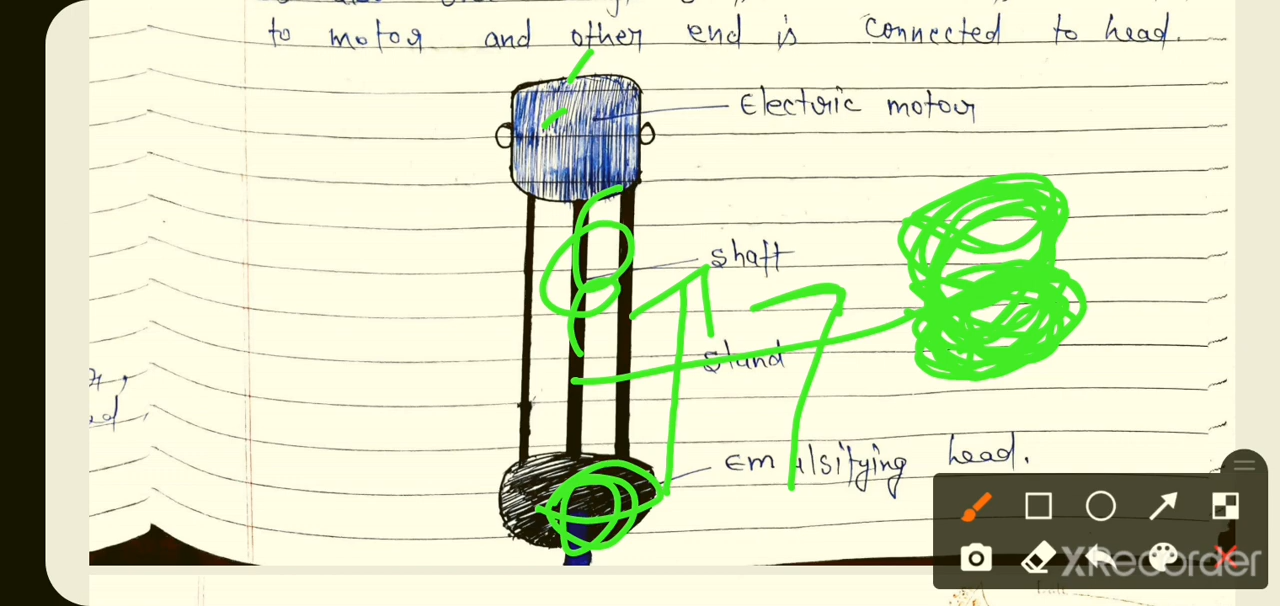 to motor and other end is connected to head.
Electric motor
shaft
stand
Emulsifying head.
XRecorder